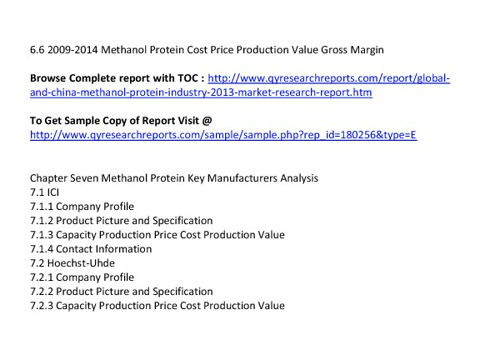 6.6 2009-2014 Methanol Protein Cost Price Production Value Gross Margin
Browse Complete report with TOC : http://www.qyresearchreports.com/report/global-
and-china-methanol-protein-industry-2013-market-research-report.htm
To Get Sample Copy of Report Visit @
http://www.qyresearchreports.com/sample/sample.php?rep_id=180256&type=E
Chapter Seven Methanol Protein Key Manufacturers Analysis
7.1 ICI
7.1.1 Company Profile
7.1.2 Product Picture and Specification
7.1.3 Capacity Production Price Cost Production Value
7.1.4 Contact Information
7.2 Hoechst-Uhde
7.2.1 Company Profile
7.2.2 Product Picture and Specification
7.2.3 Capacity Production Price Cost Production Value